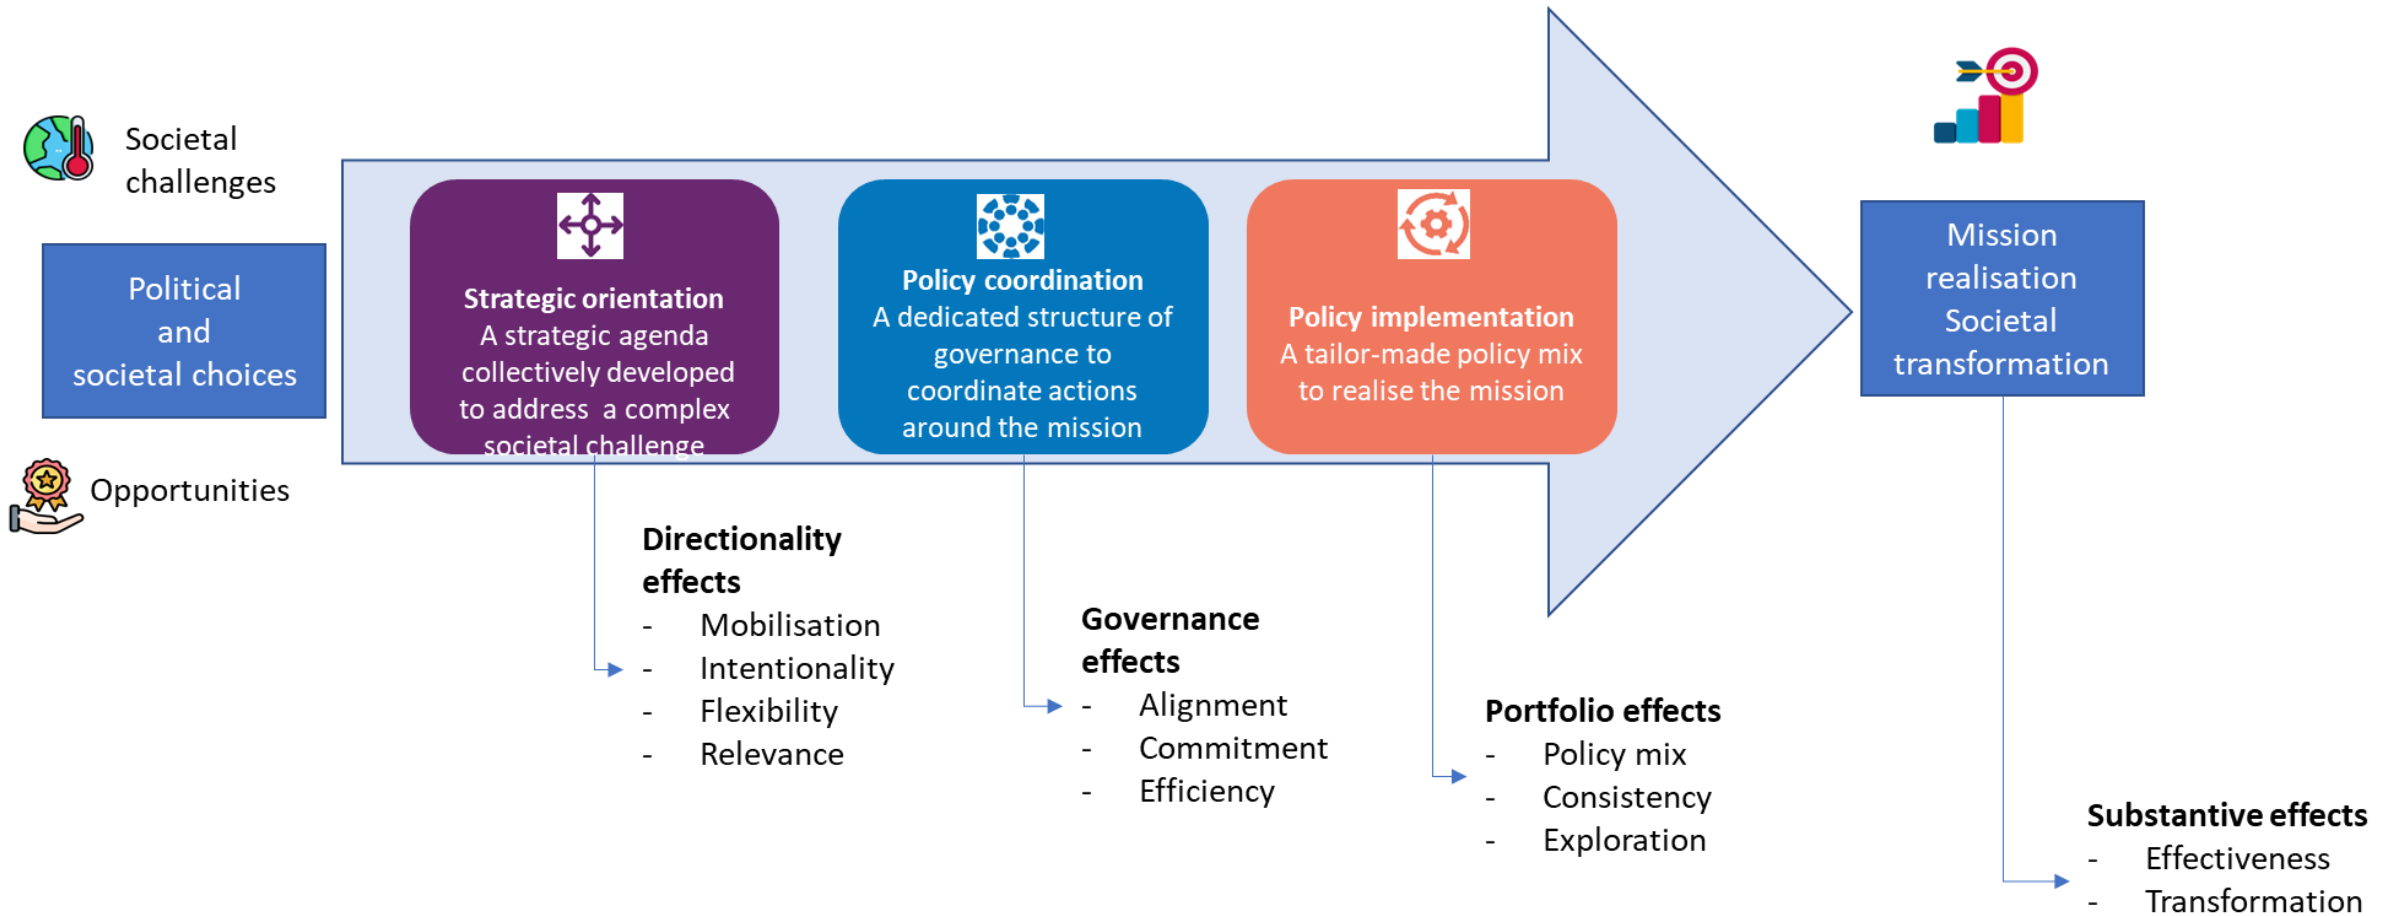 Societal
challenges
Political
and
societal choices
Opportunities
Strategic orientation
A strategic agenda
collectively developed
to address  a complex
societal challenge
Policy coordination
A dedicated structure of
governance to
coordinate actions
around the mission
Policy implementation
A tailor-made policy mix
to realise the mission
Mission
realisation
Societal
transformation
Directionality
effects
- Mobilisation
- Intentionality
- Flexibility
- Relevance
Governance
effects
- Alignment
- Commitment
- Efficiency
Portfolio effects
- Policy mix
- Consistency
- Exploration
Substantive effects
- Effectiveness
- Transformation